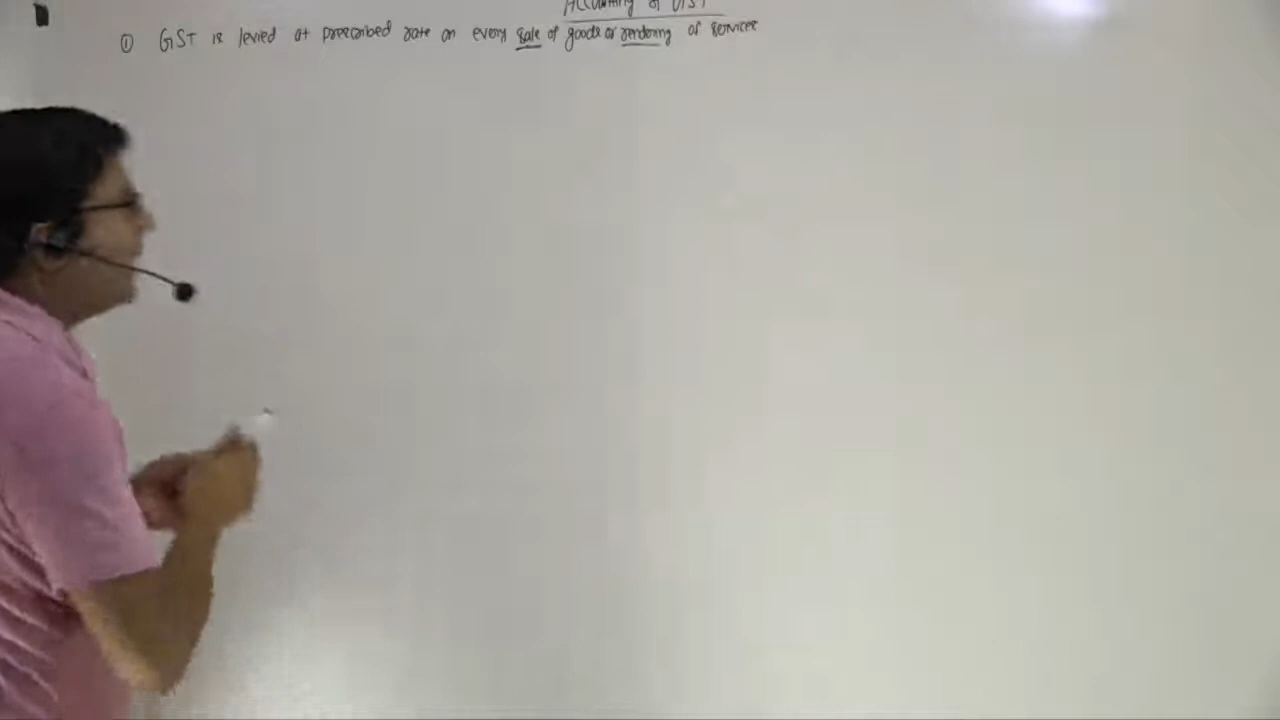 Accounting of GST
① GST is levied at prescribed rate on every sale of goods or rendering of services